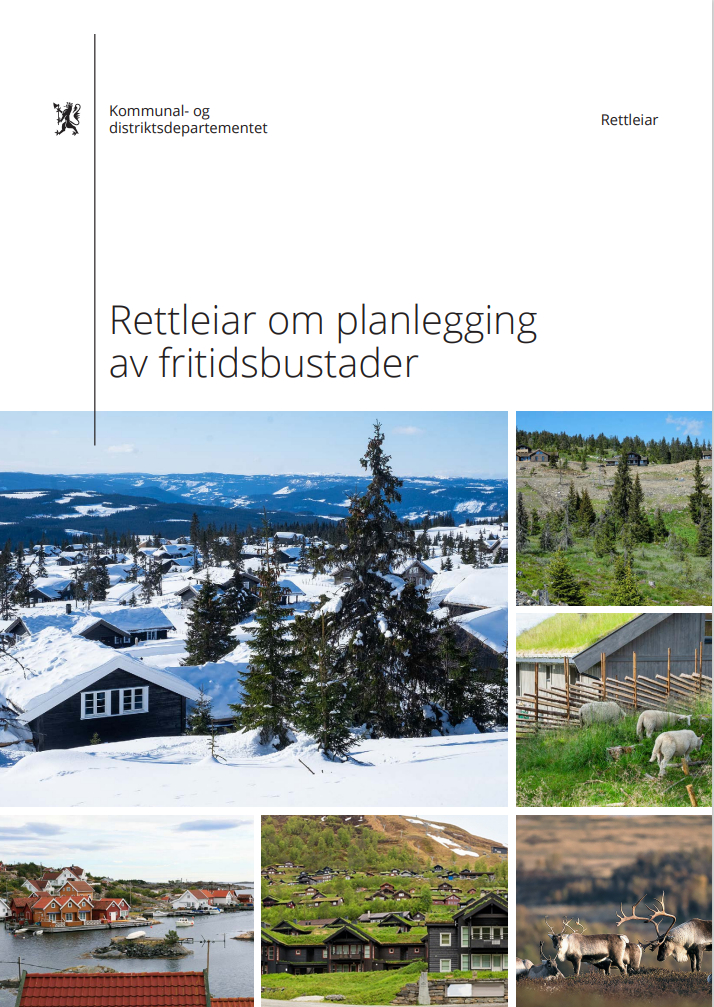 Kommunal- og
distriktsdepartementet
Rettleiar
Rettleiar om planlegging
av fritidsbustader